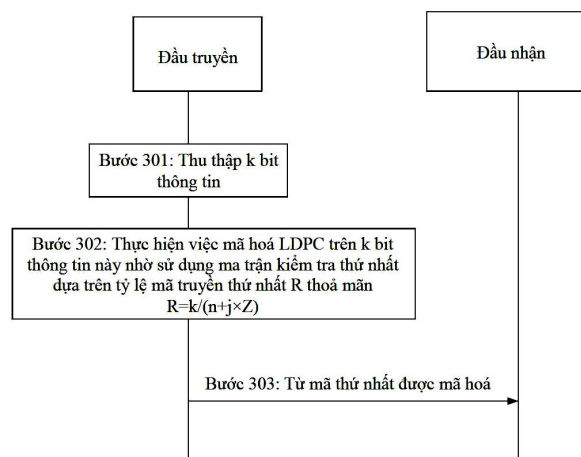 Đầu truyền
Đầu nhận
Bước 301: Thu thập k bit
thông tin
Bước 302: Thực hiện việc mã hoá LDPC trên k bit
thông tin này nhờ sử dụng ma trận kiểm tra thứ nhất
dựa trên tỷ lệ mã truyền thứ nhất R thoả mãn
R=k/(n+j×Z)
Bước 303: Từ mã thứ nhất được mã hoá